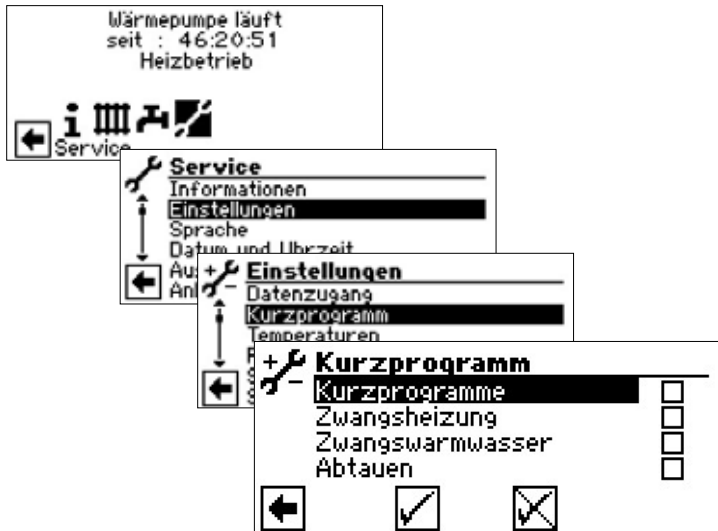 Wärmepumpe läuft
seit : 46:20:51
Heizbetrieb
Service
Service
Informationen
Einstellungen
Sprache
Datum und Uhrzeit
Einstellungen
Datenzugang
Kurzprogramm
Temperaturen
Kurzprogramm
Kurzprogramme
Zwangsheizung
Zwangswarmwasser
Abtauen